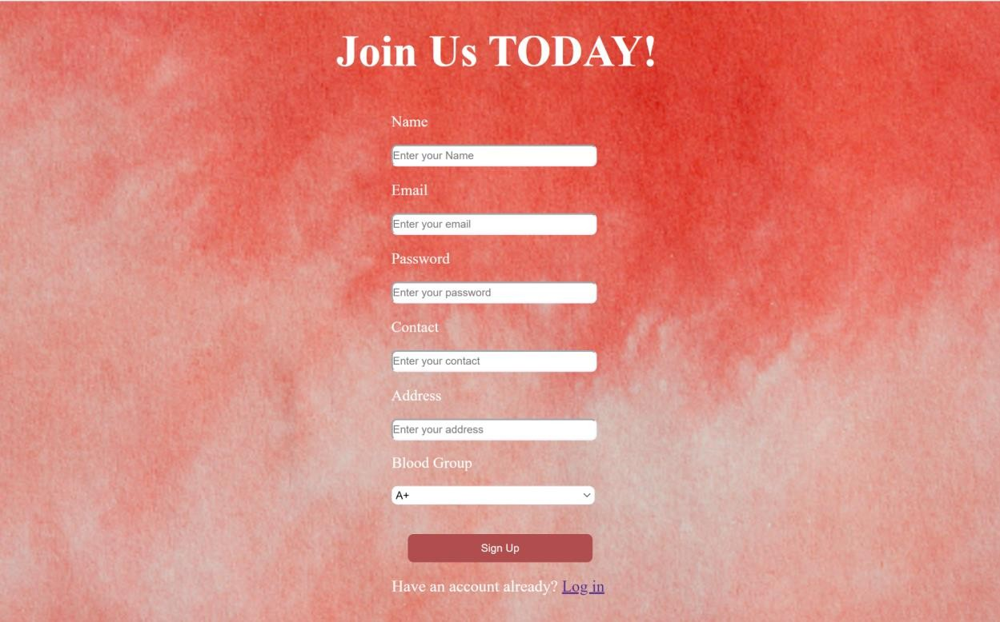 Join Us TODAY!
Name
Enter your Name
Email
Enter your email
Password
Enter your password
Contact
Enter your contact
Address
Enter your address
Blood Group
A+
Sign Up
Have an account already? Log in